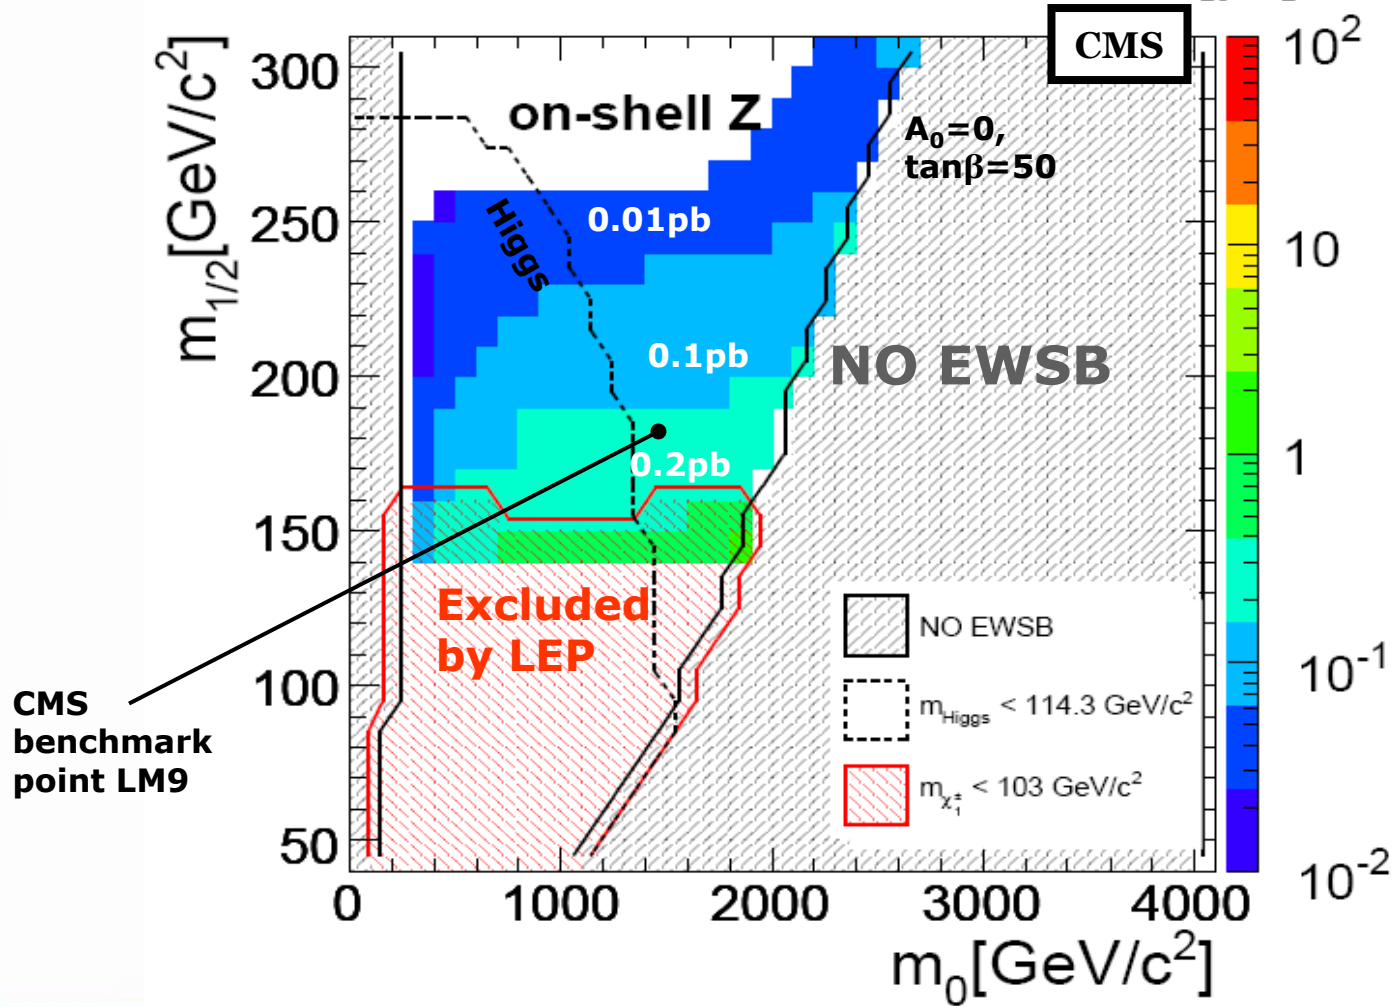 CMS
10²
10
1
10⁻¹
10⁻²
m₁/₂[GeV/c²]
300
250
200
150
100
50
on-shell Z
A₀=0,
tanβ=50
Higgs
0.01pb
0.1pb
0.2pb
NO EWSB
Excluded
by LEP
CMS
benchmark
point LM9
NO EWSB
m_Higgs < 114.3 GeV/c²
m_χ₁± < 103 GeV/c²
0
1000
2000
3000
4000
m₀[GeV/c²]